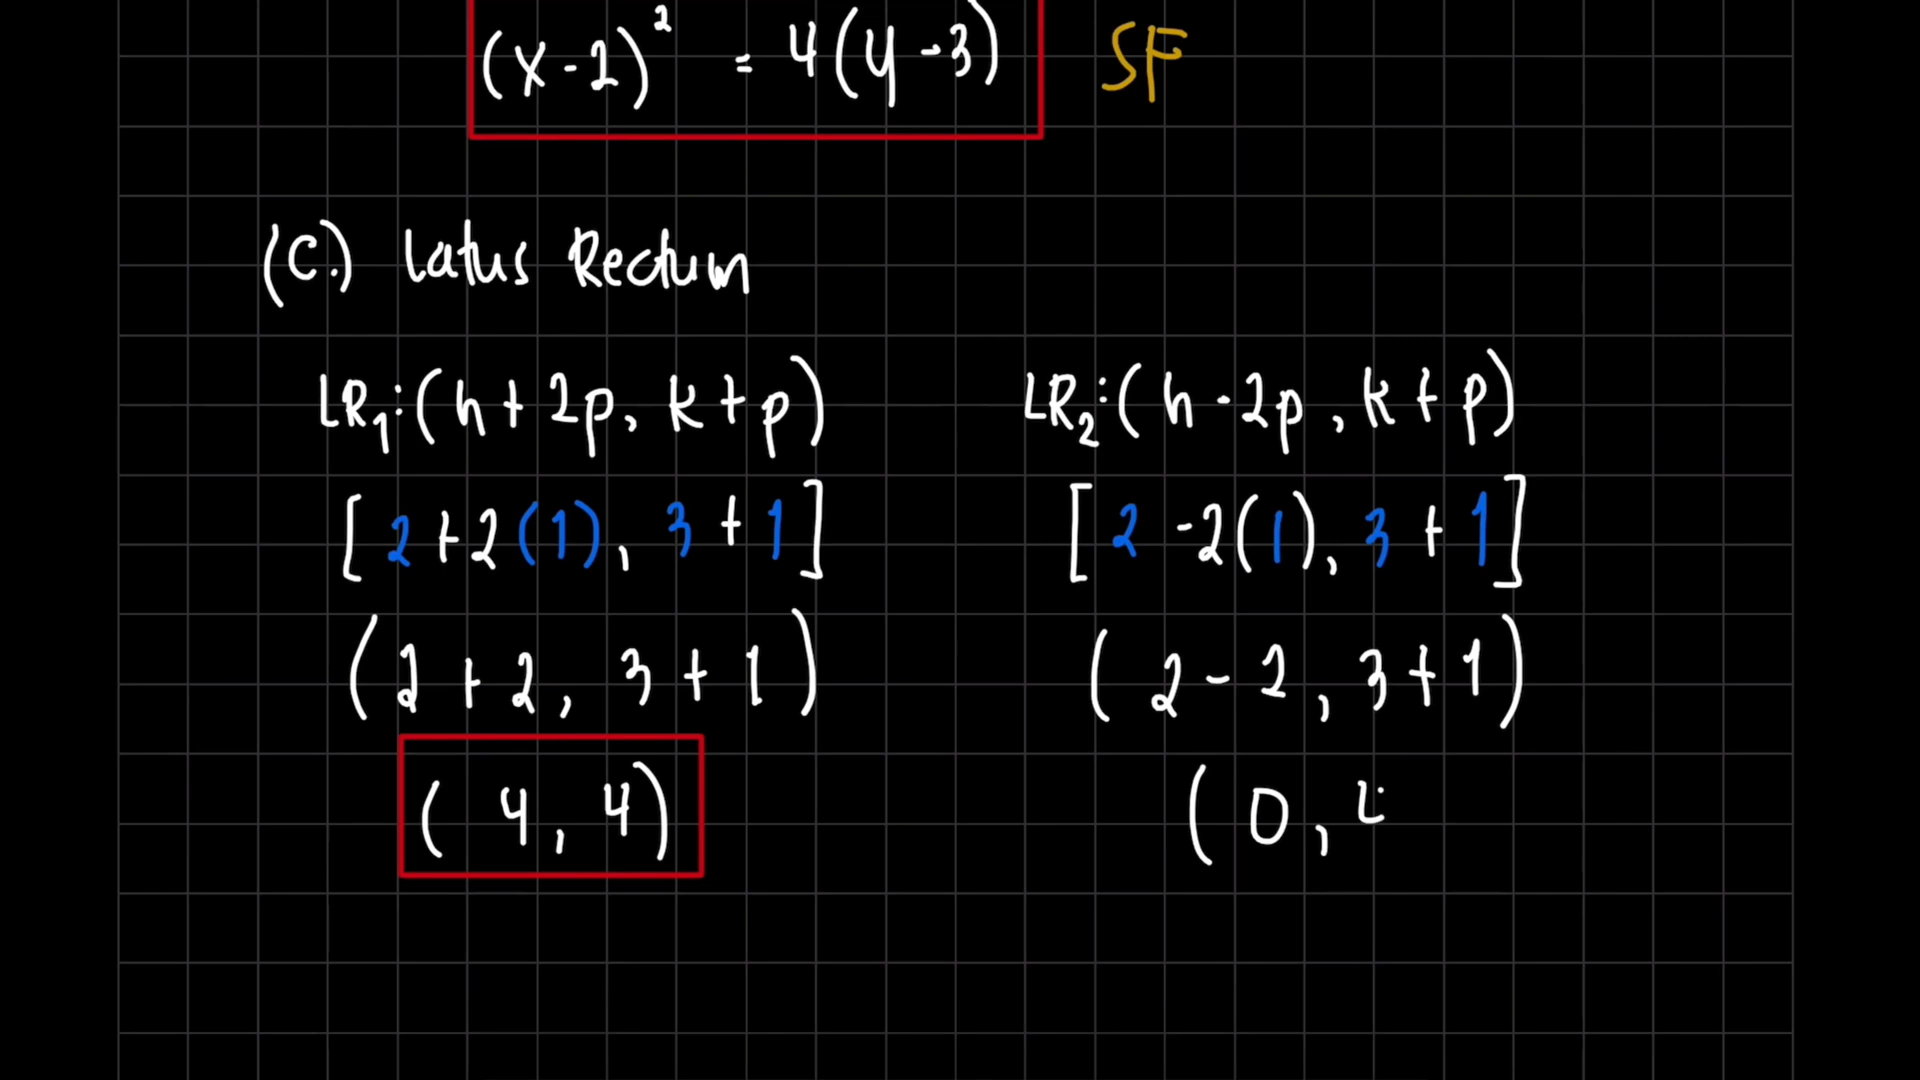 (x-2)² = 4(y-3) SF
(C.) Latus Rectum
LR₁:(h+2p, k+p) LR₂:(h-2p, k+p)
[2+2(1), 3+1] [2-2(1), 3+1]
(2+2, 3+1) (2-2, 3+1)
(4, 4) (0,